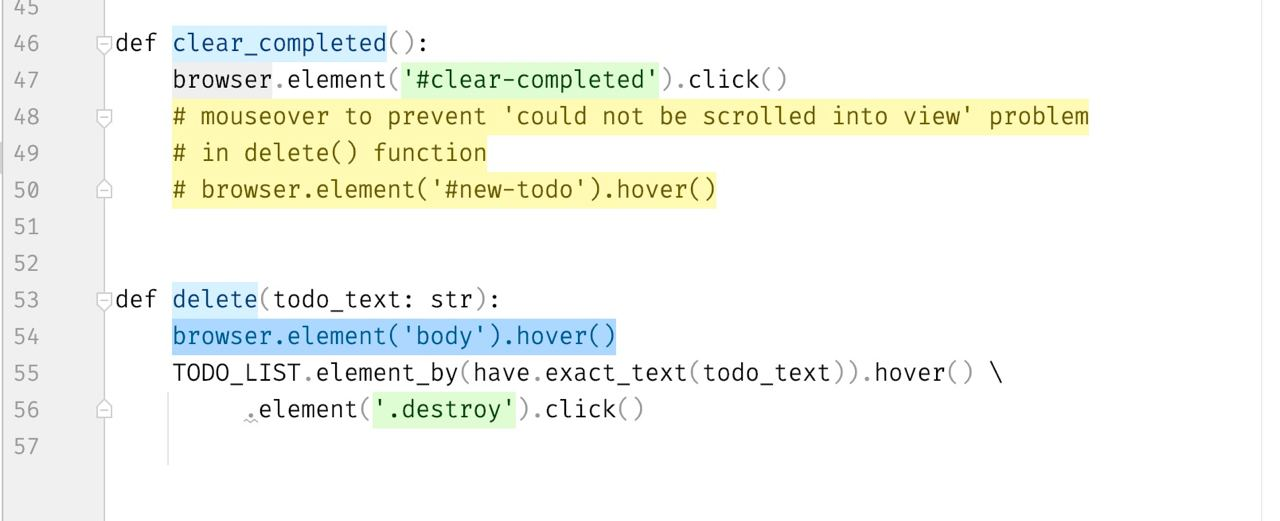 45
46 def clear_completed():
47     browser.element('#clear-completed').click()
48     # mouseover to prevent 'could not be scrolled into view' problem
49     # in delete() function
50     # browser.element('#new-todo').hover()
51
52
53 def delete(todo_text: str):
54     browser.element('body').hover()
55     TODO_LIST.element_by(have.exact_text(todo_text)).hover() \
56          .element('.destroy').click()
57